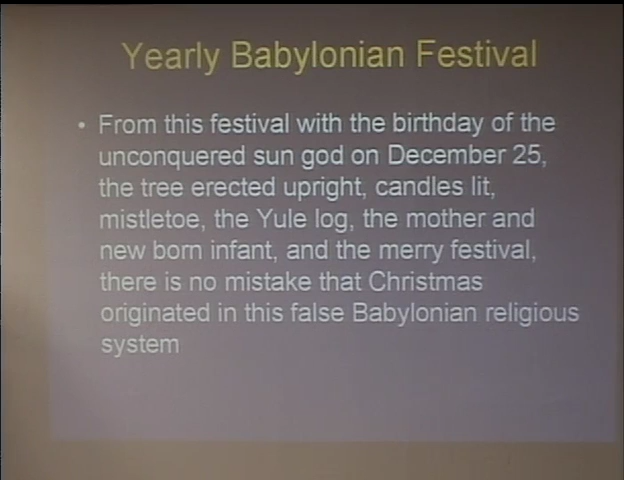 Yearly Babylonian Festival
• From this festival with the birthday of the
unconquered sun god on December 25,
the tree erected upright, candles lit,
mistletoe, the Yule log, the mother and
new born infant, and the merry festival,
there is no mistake that Christmas
originated in this false Babylonian religious
system